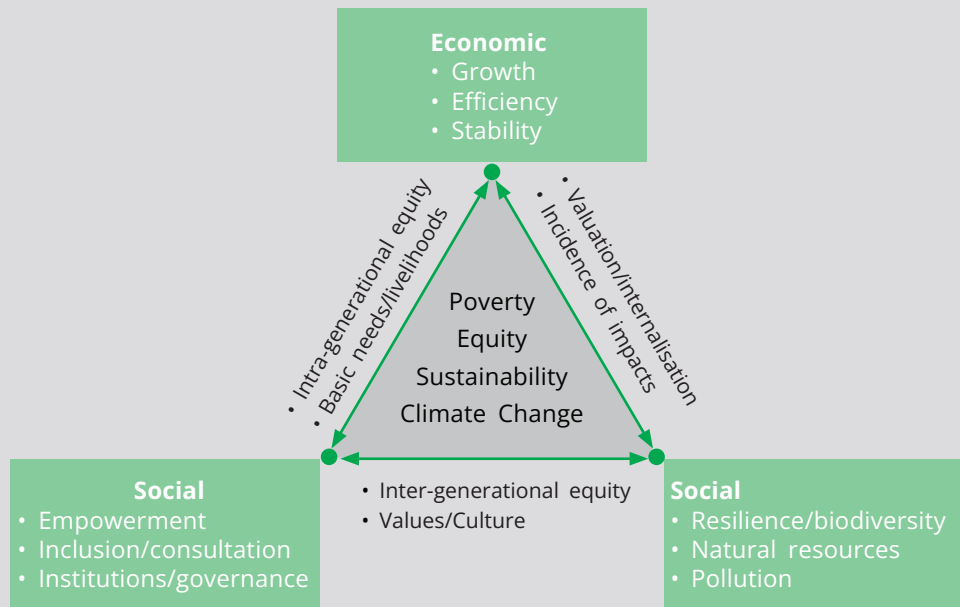 Economic
• Growth
• Efficiency
• Stability
• Intra-generational equity
• Basic needs/livelihoods
• Valuation/internalisation
• Incidence of impacts
Poverty
Equity
Sustainability
Climate Change
Social
• Empowerment
• Inclusion/consultation
• Institutions/governance
• Inter-generational equity
• Values/Culture
Social
• Resilience/biodiversity
• Natural resources
• Pollution